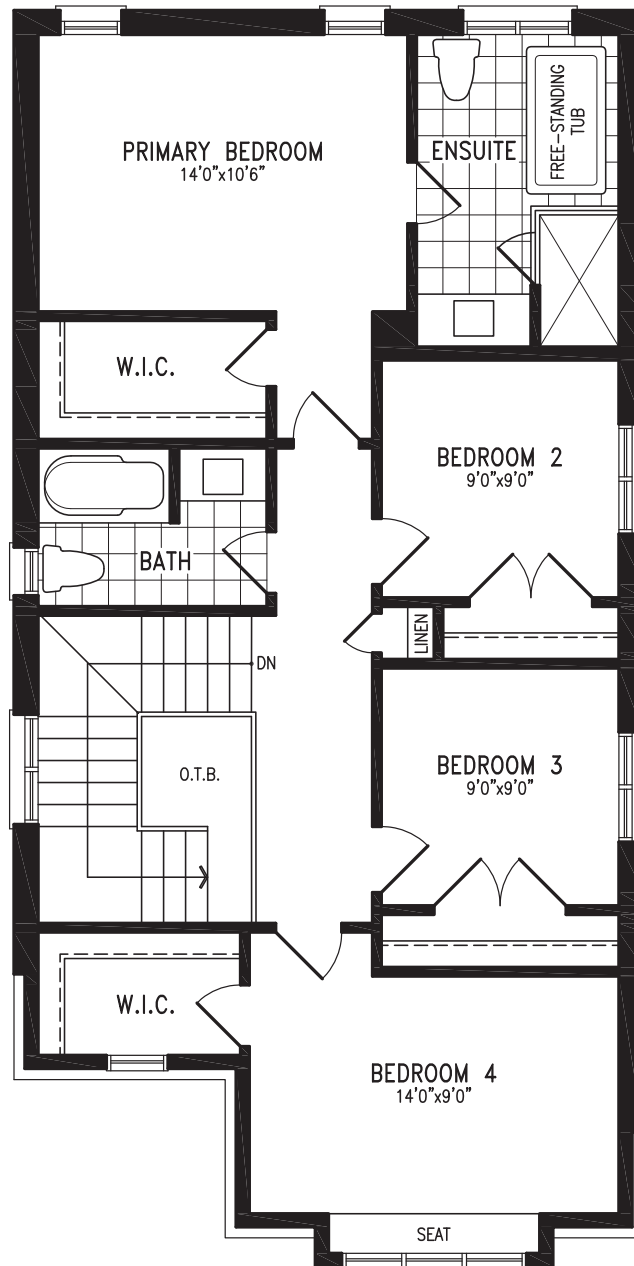 PRIMARY BEDROOM
14'0"x10'6"
ENSUITE
FREE-STANDING
TUB
W.I.C.
BEDROOM 2
9'0"x9'0"
BATH
LINEN
DN
O.T.B.
BEDROOM 3
9'0"x9'0"
W.I.C.
BEDROOM 4
14'0"x9'0"
SEAT